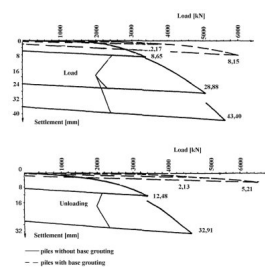 Load [kN]
1000 2000 3000 4000 5000 6000
0
8
16
24
32
40
2,17
8,65
8,15
Load
28,88
43,40
Settlement [mm]
Load [kN]
1000 2000 3000 4000 5000 6000
0
8
16
32
2,13
5,21
Unloading
12,48
32,91
Settlement [mm]
piles without base grouting
piles with base grouting